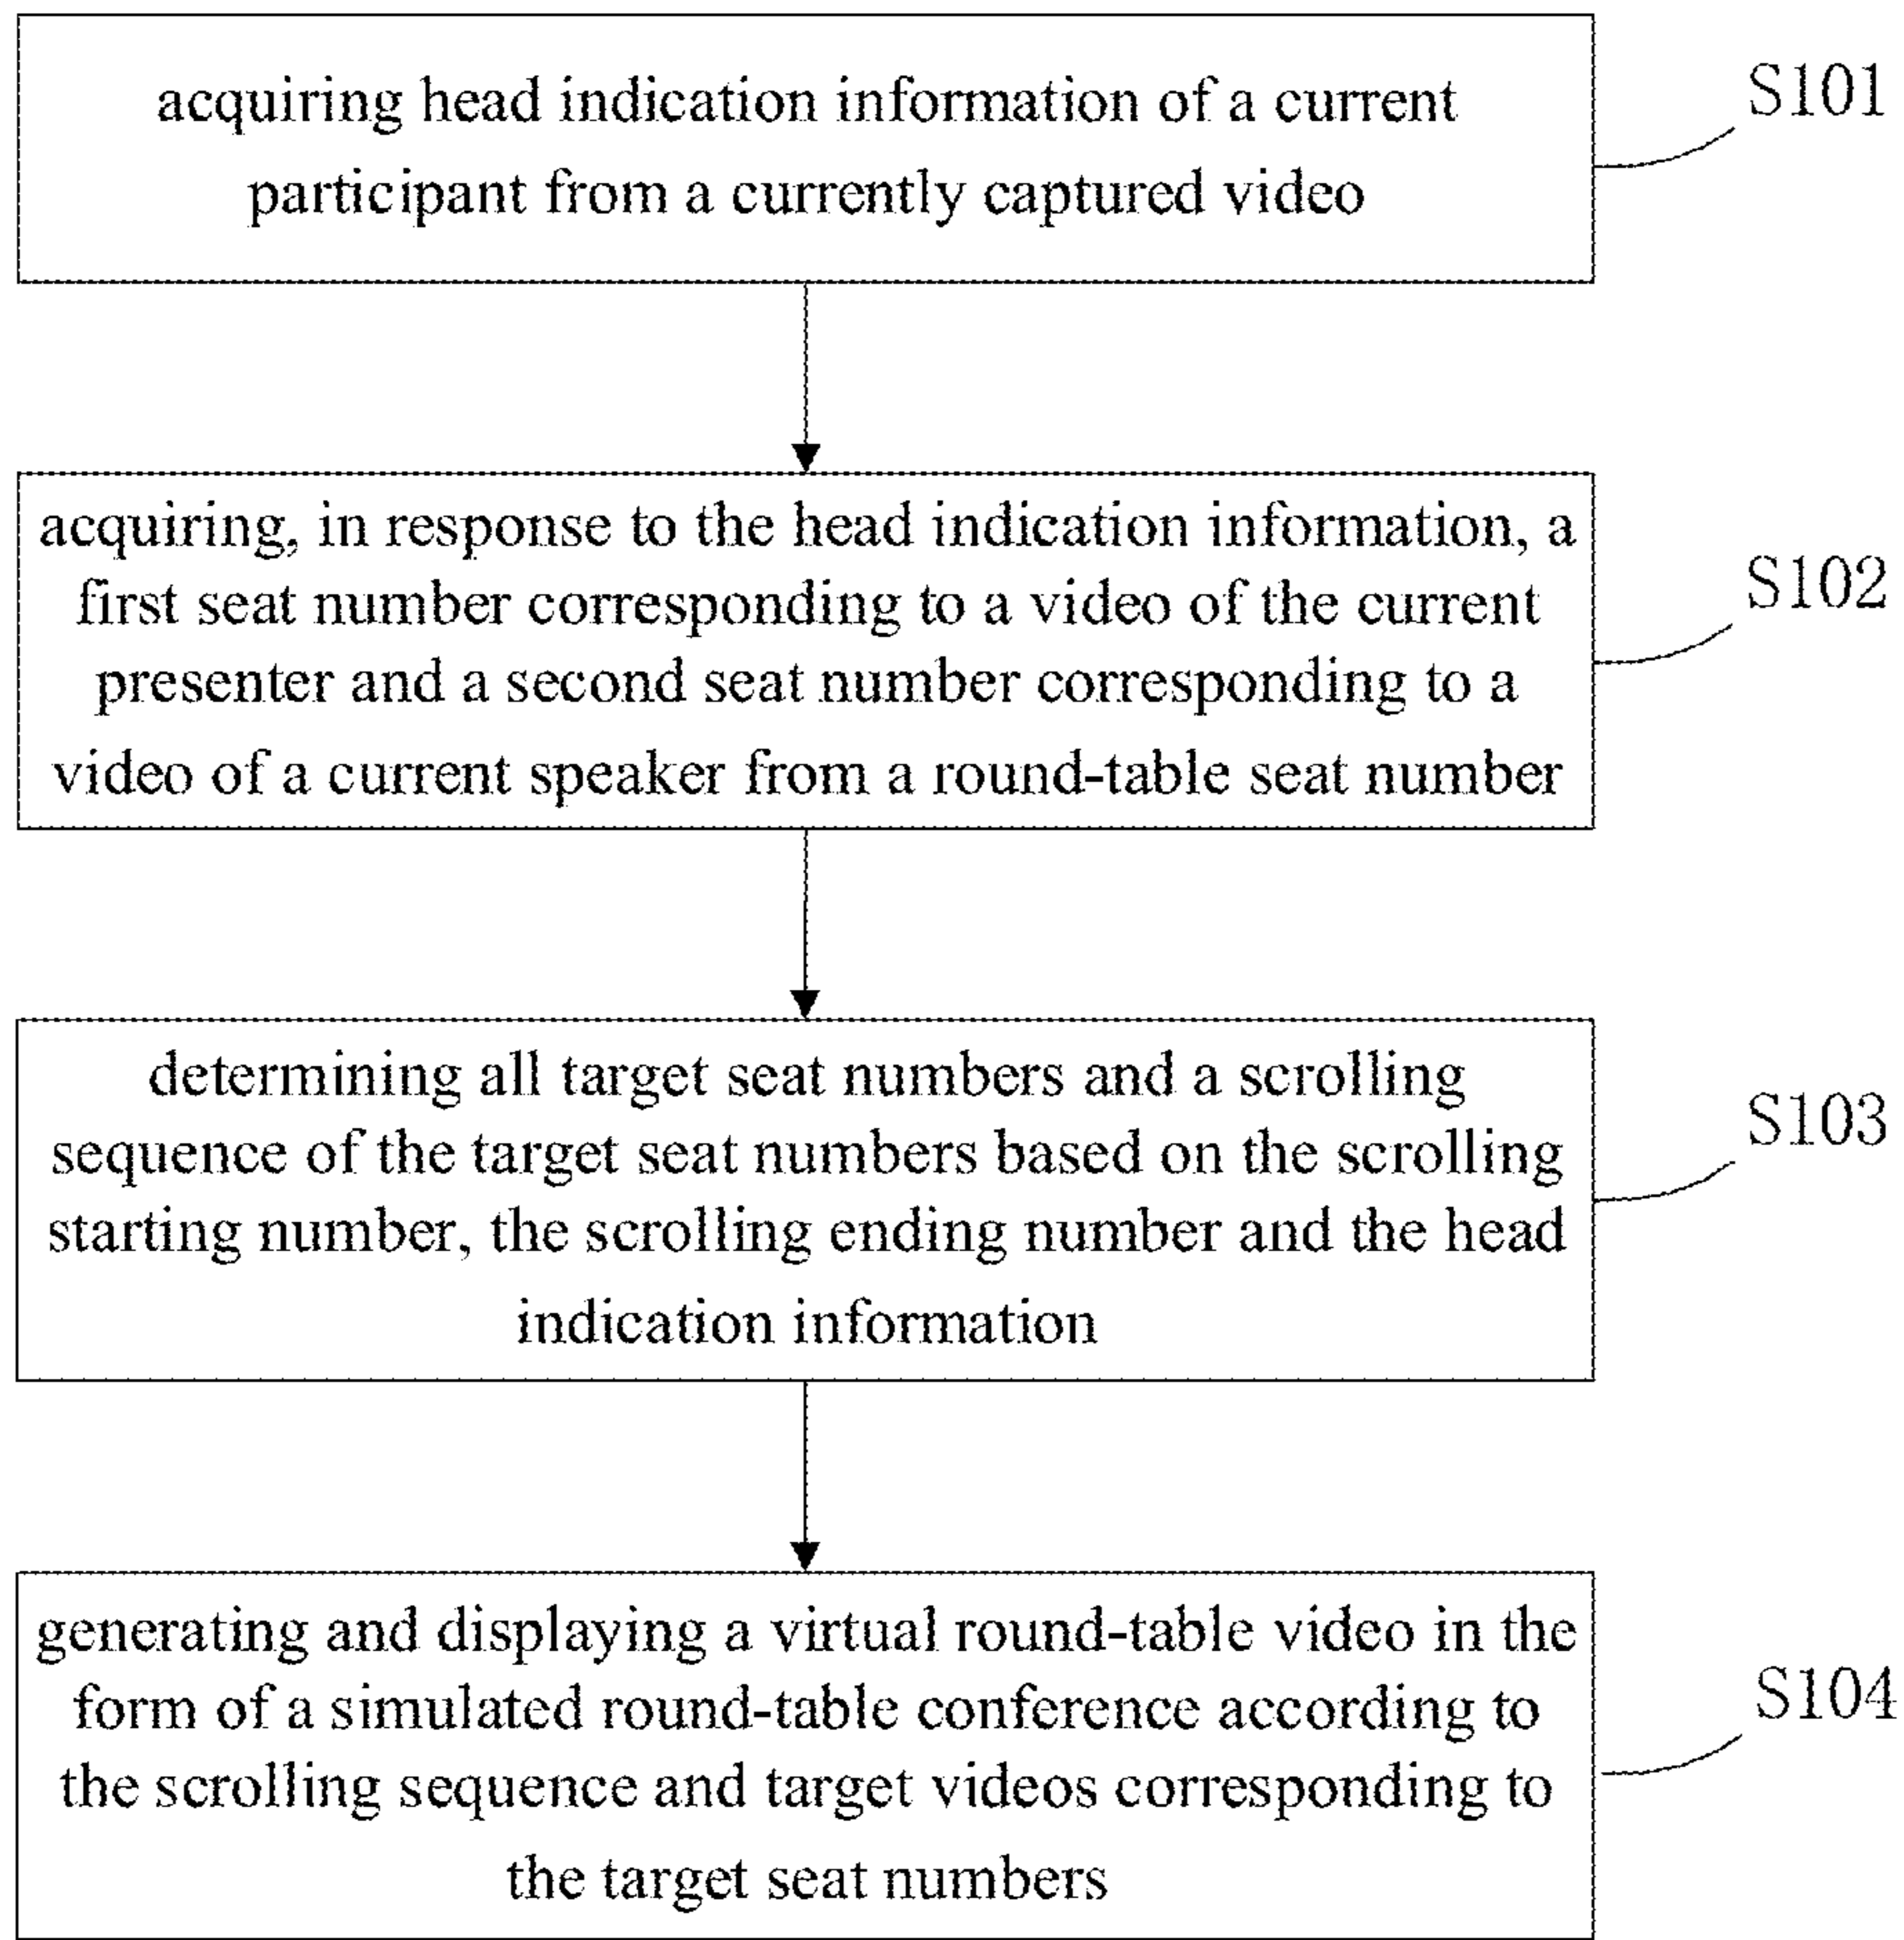 acquiring head indication information of a current
participant from a currently captured video
S101
acquiring, in response to the head indication information, a
first seat number corresponding to a video of the current
presenter and a second seat number corresponding to a
video of a current speaker from a round-table seat number
S102
determining all target seat numbers and a scrolling
sequence of the target seat numbers based on the scrolling
starting number, the scrolling ending number and the head
indication information
S103
generating and displaying a virtual round-table video in the
form of a simulated round-table conference according to
the scrolling sequence and target videos corresponding to
the target seat numbers
S104